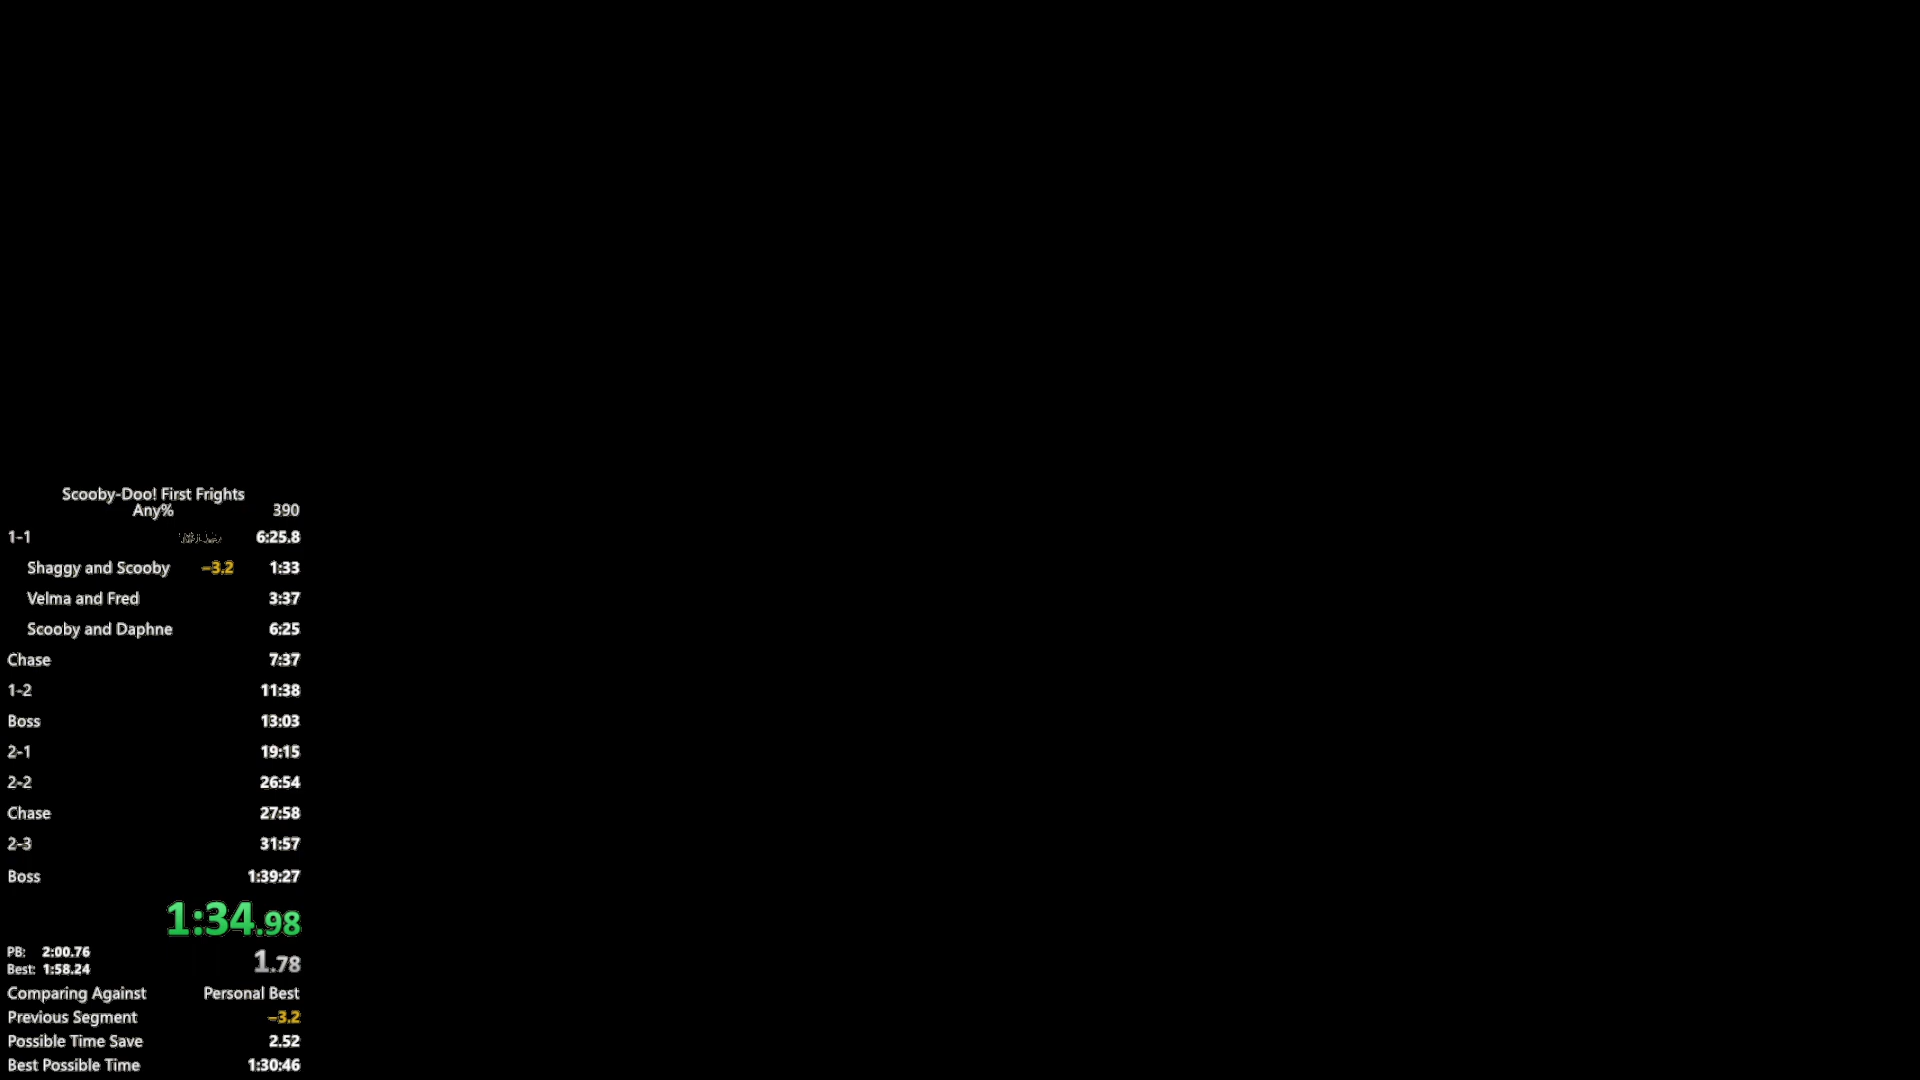 Scooby-Doo! First Frights
Any% 390
1-1 6:25.8
Shaggy and Scooby −3.2 1:33
Velma and Fred 3:37
Scooby and Daphne 6:25
Chase 7:37
1-2 11:38
Boss 13:03
2-1 19:15
2-2 26:54
Chase 27:58
2-3 31:57
Boss 1:39:27
1:34.98
PB: 2:00.76
Best: 1:58.24
1.78
Comparing Against Personal Best
Previous Segment −3.2
Possible Time Save 2.52
Best Possible Time 1:30:46